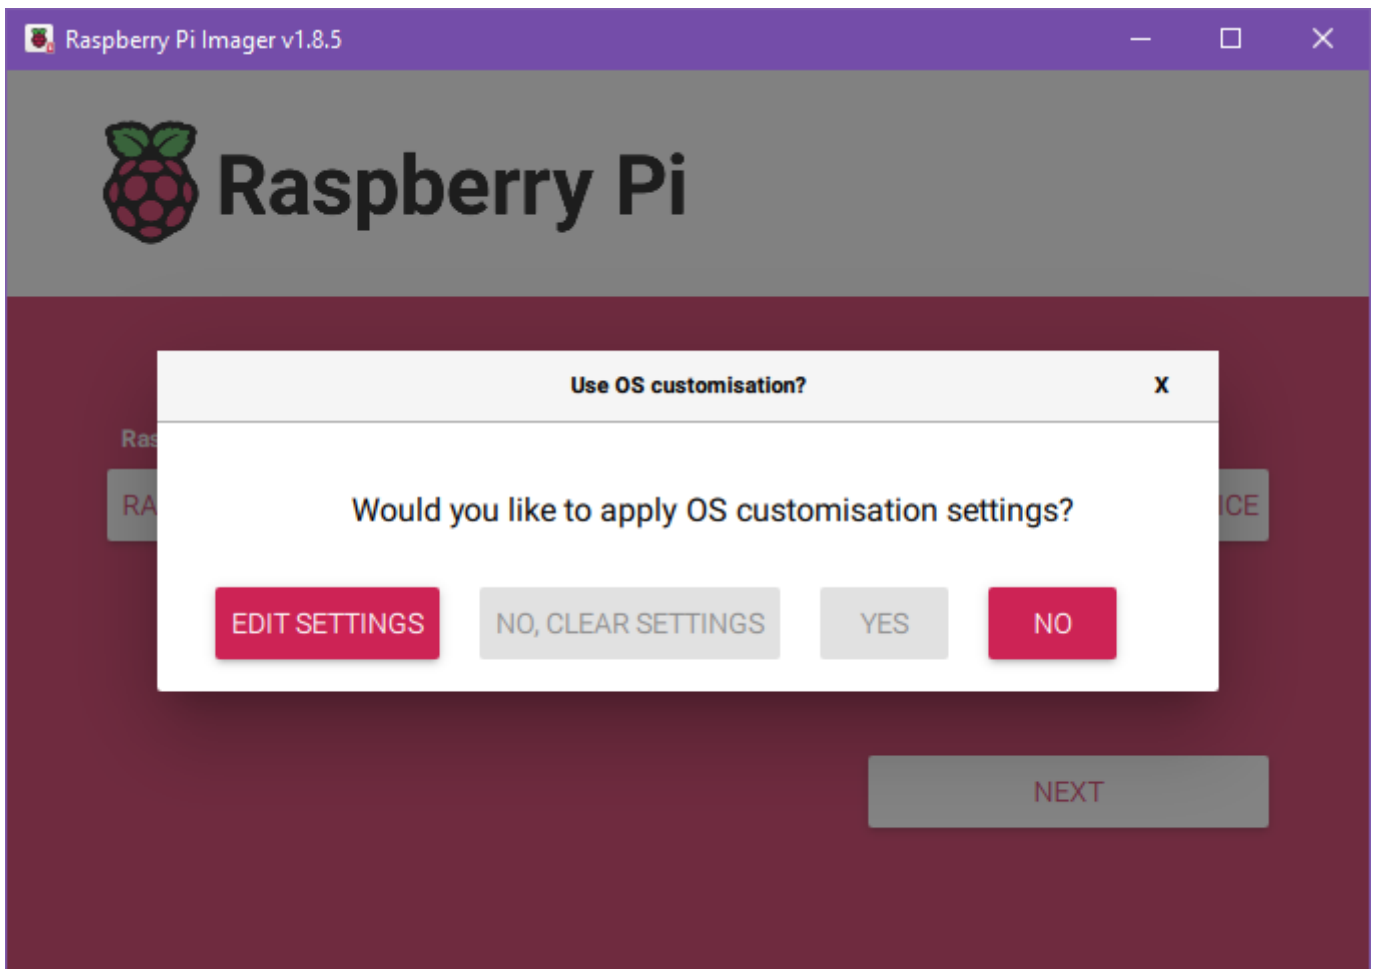 Raspberry Pi Imager v1.8.5
Raspberry Pi
Use OS customisation?
X
Would you like to apply OS customisation settings?
EDIT SETTINGS NO, CLEAR SETTINGS YES NO
NEXT